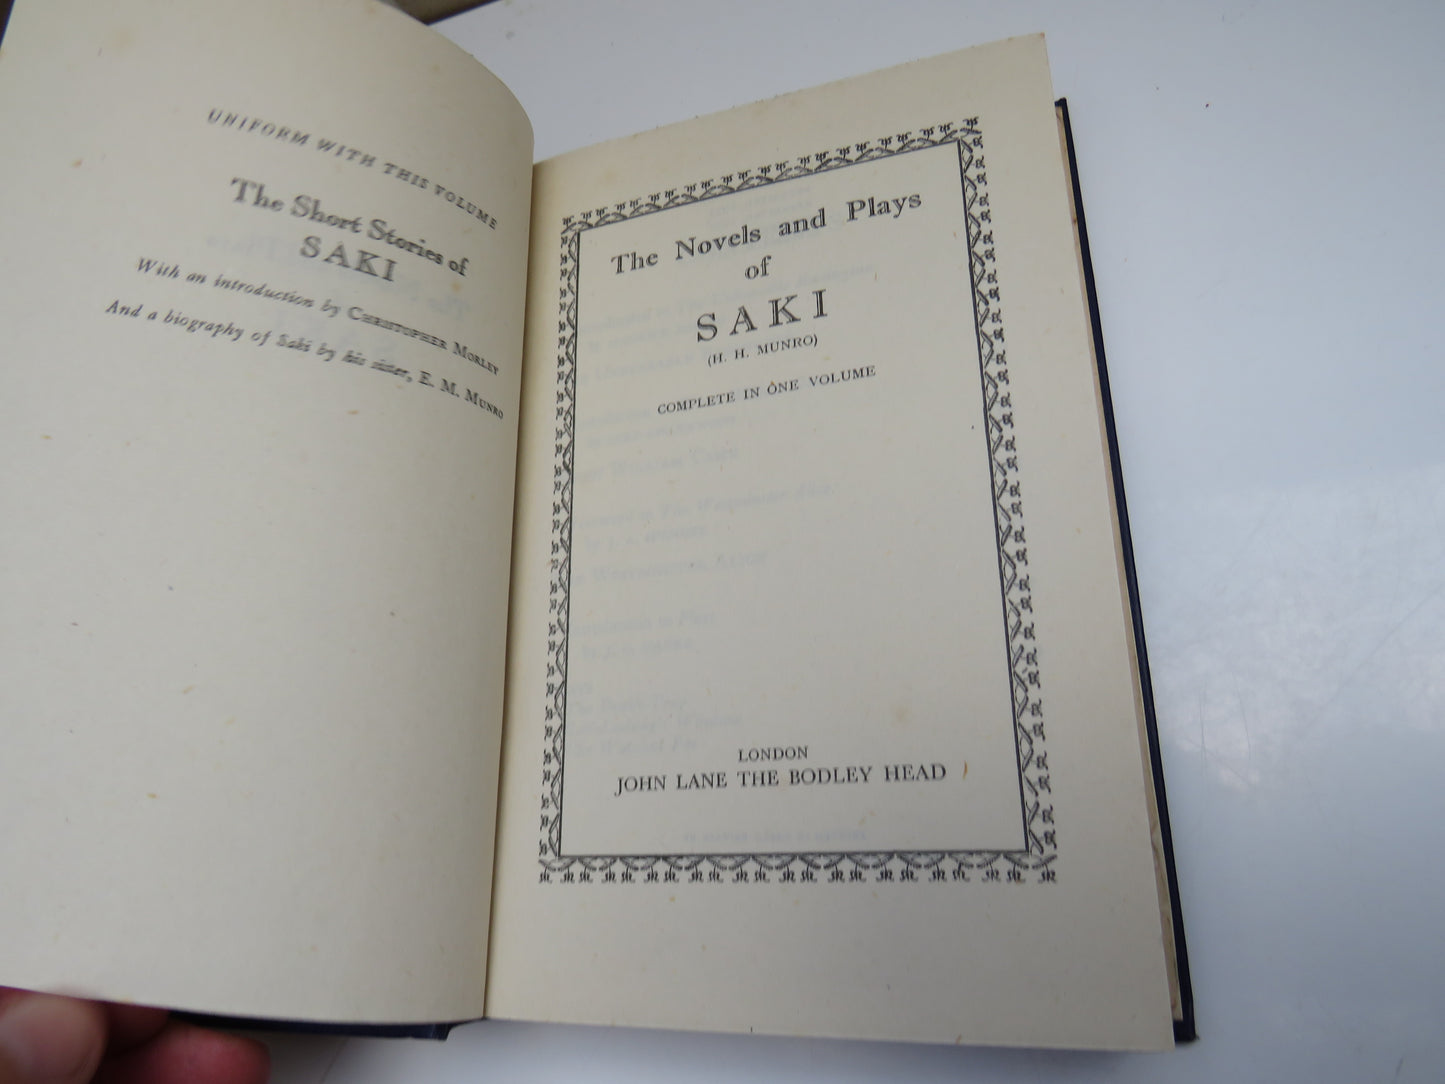 UNIFORM WITH THIS VOLUME
The Short Stories of
SAKI
With an introduction by CHRISTOPHER MORLEY
And a biography of Saki by his sister, E. M. MUNRO
The Novels and Plays
of
SAKI
(H. H. MUNRO)
COMPLETE IN ONE VOLUME
LONDON
JOHN LANE THE BODLEY HEAD